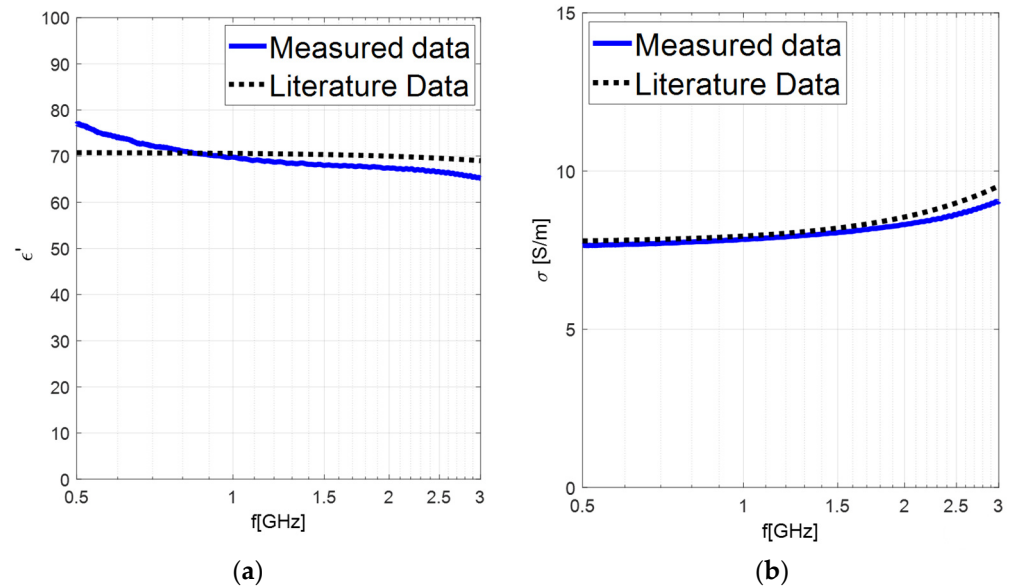 Measured data
Literature Data
100
90
80
70
60
50
40
30
20
10
0
ϵ'
0.5 1 1.5 2 2.5 3
f[GHz]
(a)
Measured data
Literature Data
15
10
5
0
σ [S/m]
0.5 1 1.5 2 2.5 3
f[GHz]
(b)